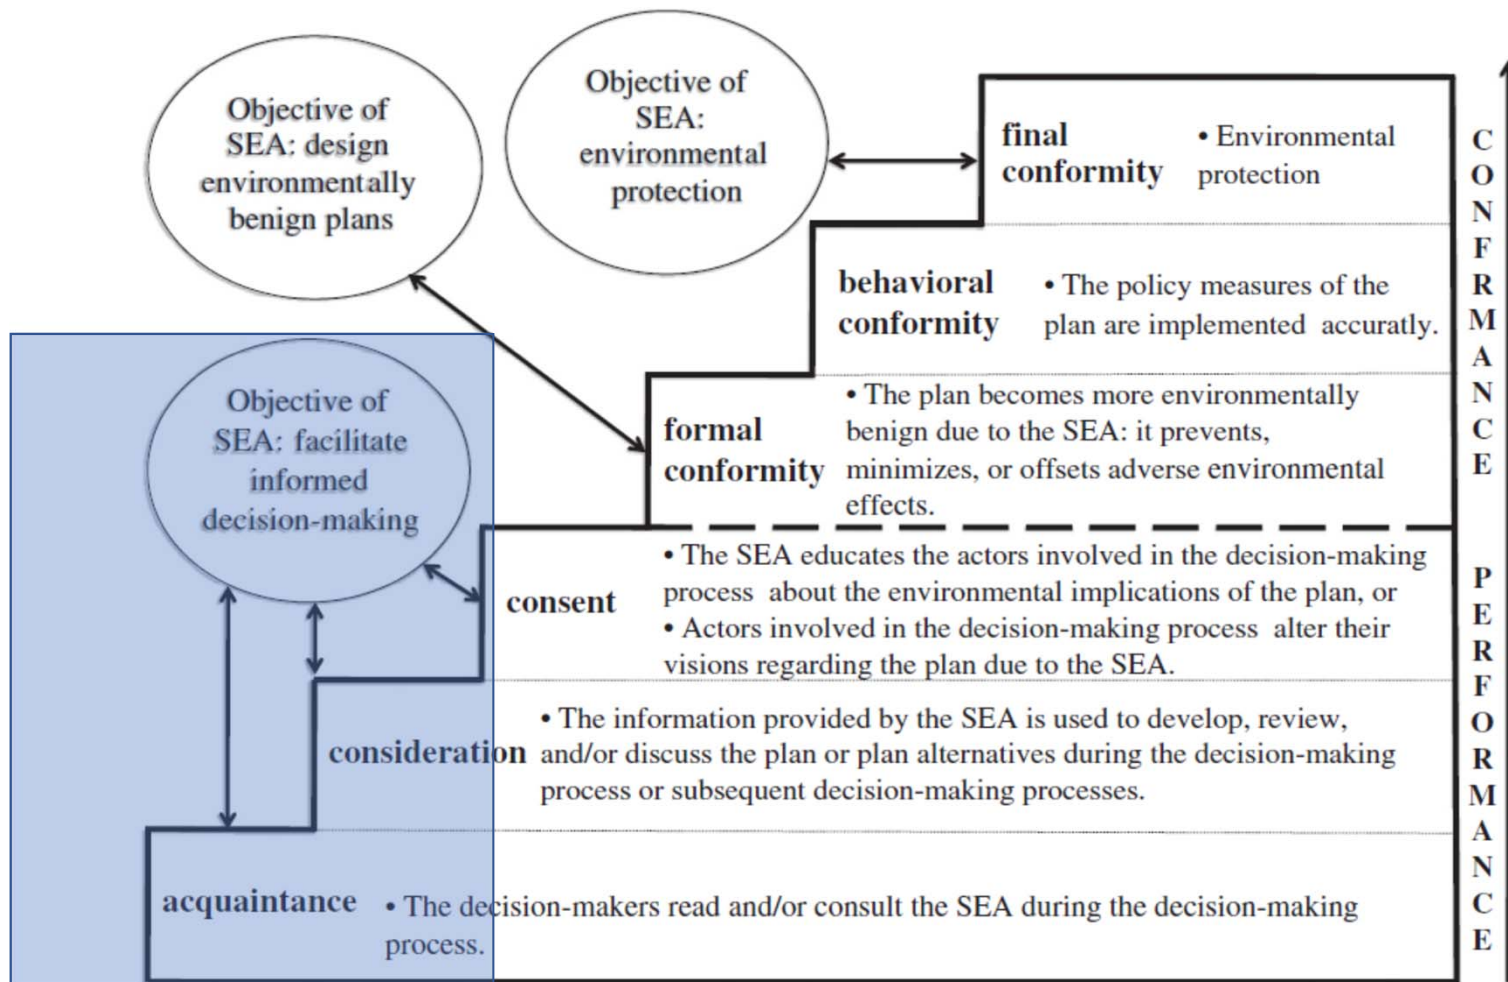 Objective of
SEA: design
environmentally
benign plans
Objective of
SEA:
environmental
protection
final
conformity
• Environmental
protection
behavioral
conformity
• The policy measures of the
plan are implemented accuratly.
Objective of
SEA: facilitate
informed
decision-making
formal
conformity
• The plan becomes more environmentally
benign due to the SEA: it prevents,
minimizes, or offsets adverse environmental
effects.
consent
• The SEA educates the actors involved in the decision-making
process about the environmental implications of the plan, or
• Actors involved in the decision-making process alter their
visions regarding the plan due to the SEA.
consideration
• The information provided by the SEA is used to develop, review,
and/or discuss the plan or plan alternatives during the decision-making
process or subsequent decision-making processes.
acquaintance
• The decision-makers read and/or consult the SEA during the decision-making
process.
CONFRMANCE
PERFORMANCE